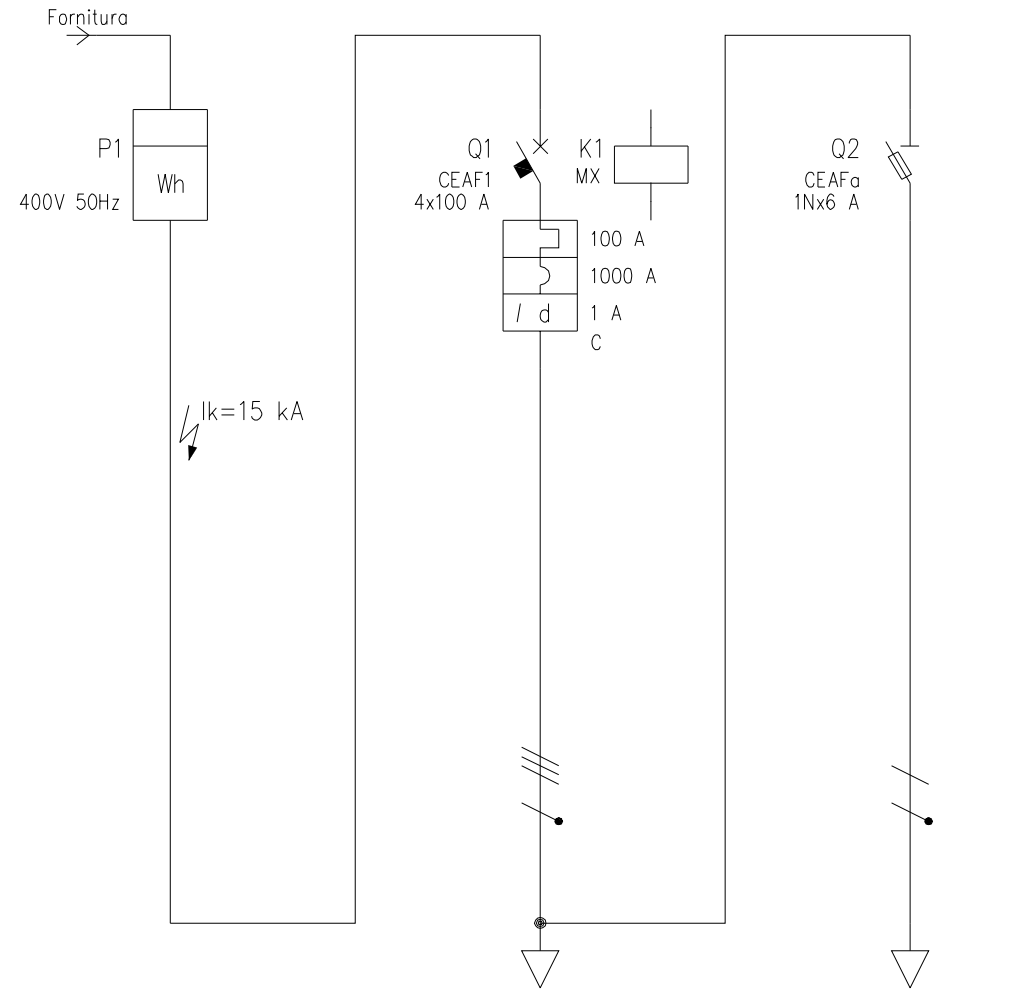 Fornitura
P1
Wh
400V 50Hz
Ik=15 kA
Q1
CEAF1
4x100 A
K1
MX
100 A
1000 A
I d
1 A
C
Q2
CEAFa
1Nx6 A